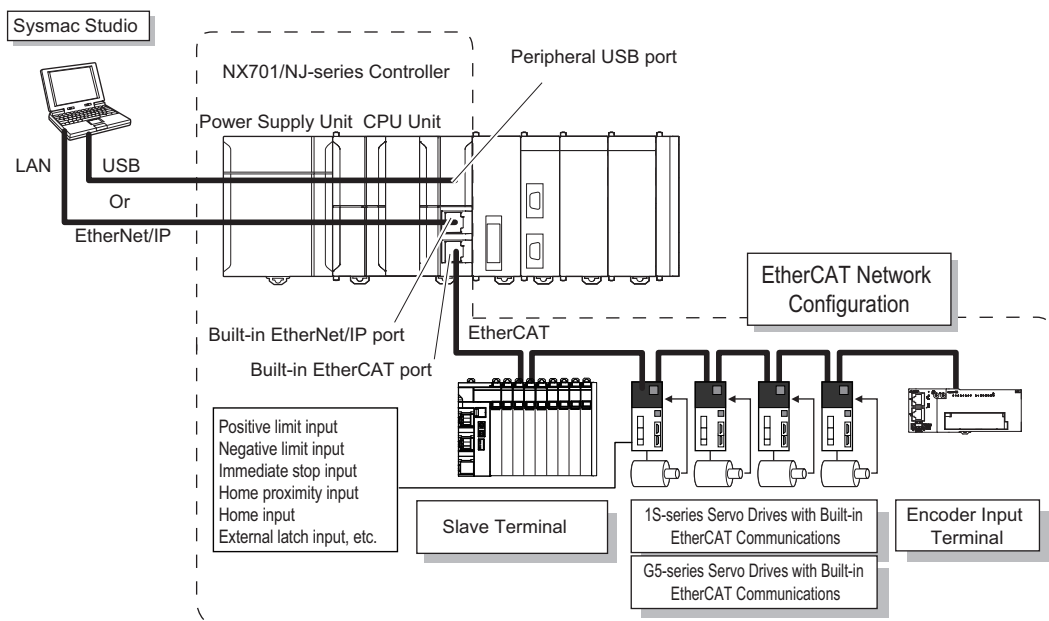 Sysmac Studio
NX701/NJ-series Controller
Peripheral USB port
Power Supply Unit
CPU Unit
LAN
USB
Or
EtherNet/IP
EtherCAT Network
Configuration
Built-in EtherNet/IP port
EtherCAT
Built-in EtherCAT port
Positive limit input
Negative limit input
Immediate stop input
Home proximity input
Home input
External latch input, etc.
Slave Terminal
1S-series Servo Drives with Built-in
EtherCAT Communications
G5-series Servo Drives with Built-in
EtherCAT Communications
Encoder Input
Terminal